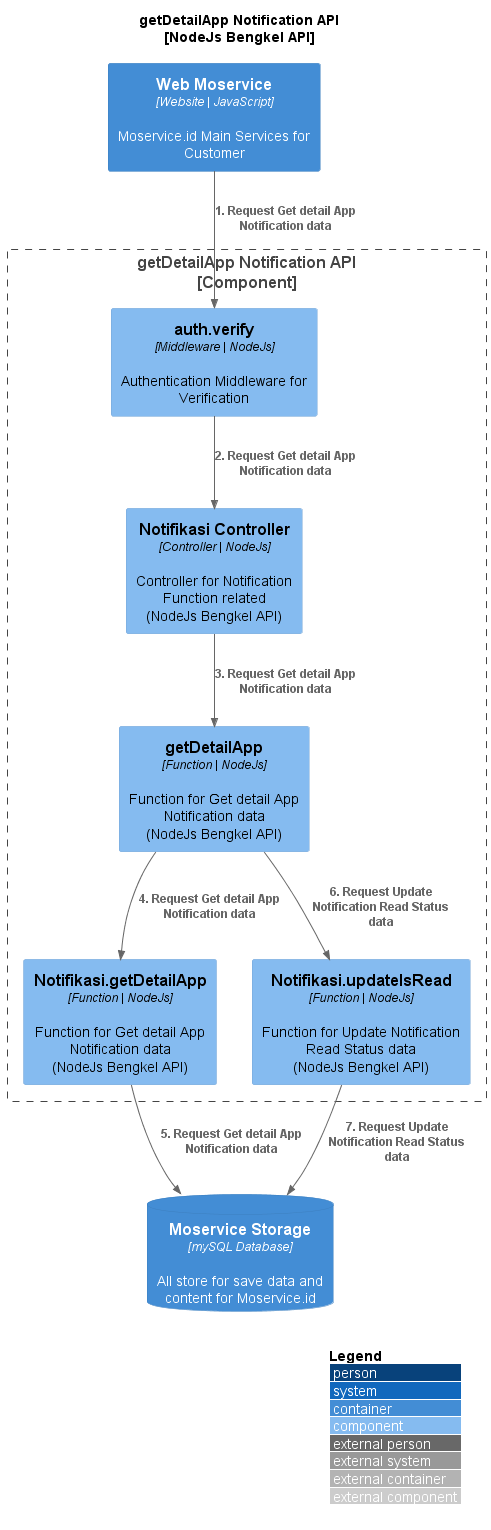 getDetailApp Notification API
[NodeJs Bengkel API]
Web Moservice
[Website | JavaScript]
Moservice.id Main Services for
Customer
1. Request Get detail App
Notification data
getDetailApp Notification API
[Component]
auth.verify
[Middleware | NodeJs]
Authentication Middleware for
Verification
2. Request Get detail App
Notification data
Notifikasi Controller
[Controller | NodeJs]
Controller for Notification
Function related
(NodeJs Bengkel API)
3. Request Get detail App
Notification data
getDetailApp
[Function | NodeJs]
Function for Get detail App
Notification data
(NodeJs Bengkel API)
4. Request Get detail App
Notification data
6. Request Update
Notification Read Status
data
Notifikasi.getDetailApp
[Function | NodeJs]
Function for Get detail App
Notification data
(NodeJs Bengkel API)
Notifikasi.updateIsRead
[Function | NodeJs]
Function for Update Notification
Read Status data
(NodeJs Bengkel API)
5. Request Get detail App
Notification data
7. Request Update
Notification Read Status
data
Moservice Storage
[mySQL Database]
All store for save data and
content for Moservice.id
Legend
person
system
container
component
external person
external system
external container
external component